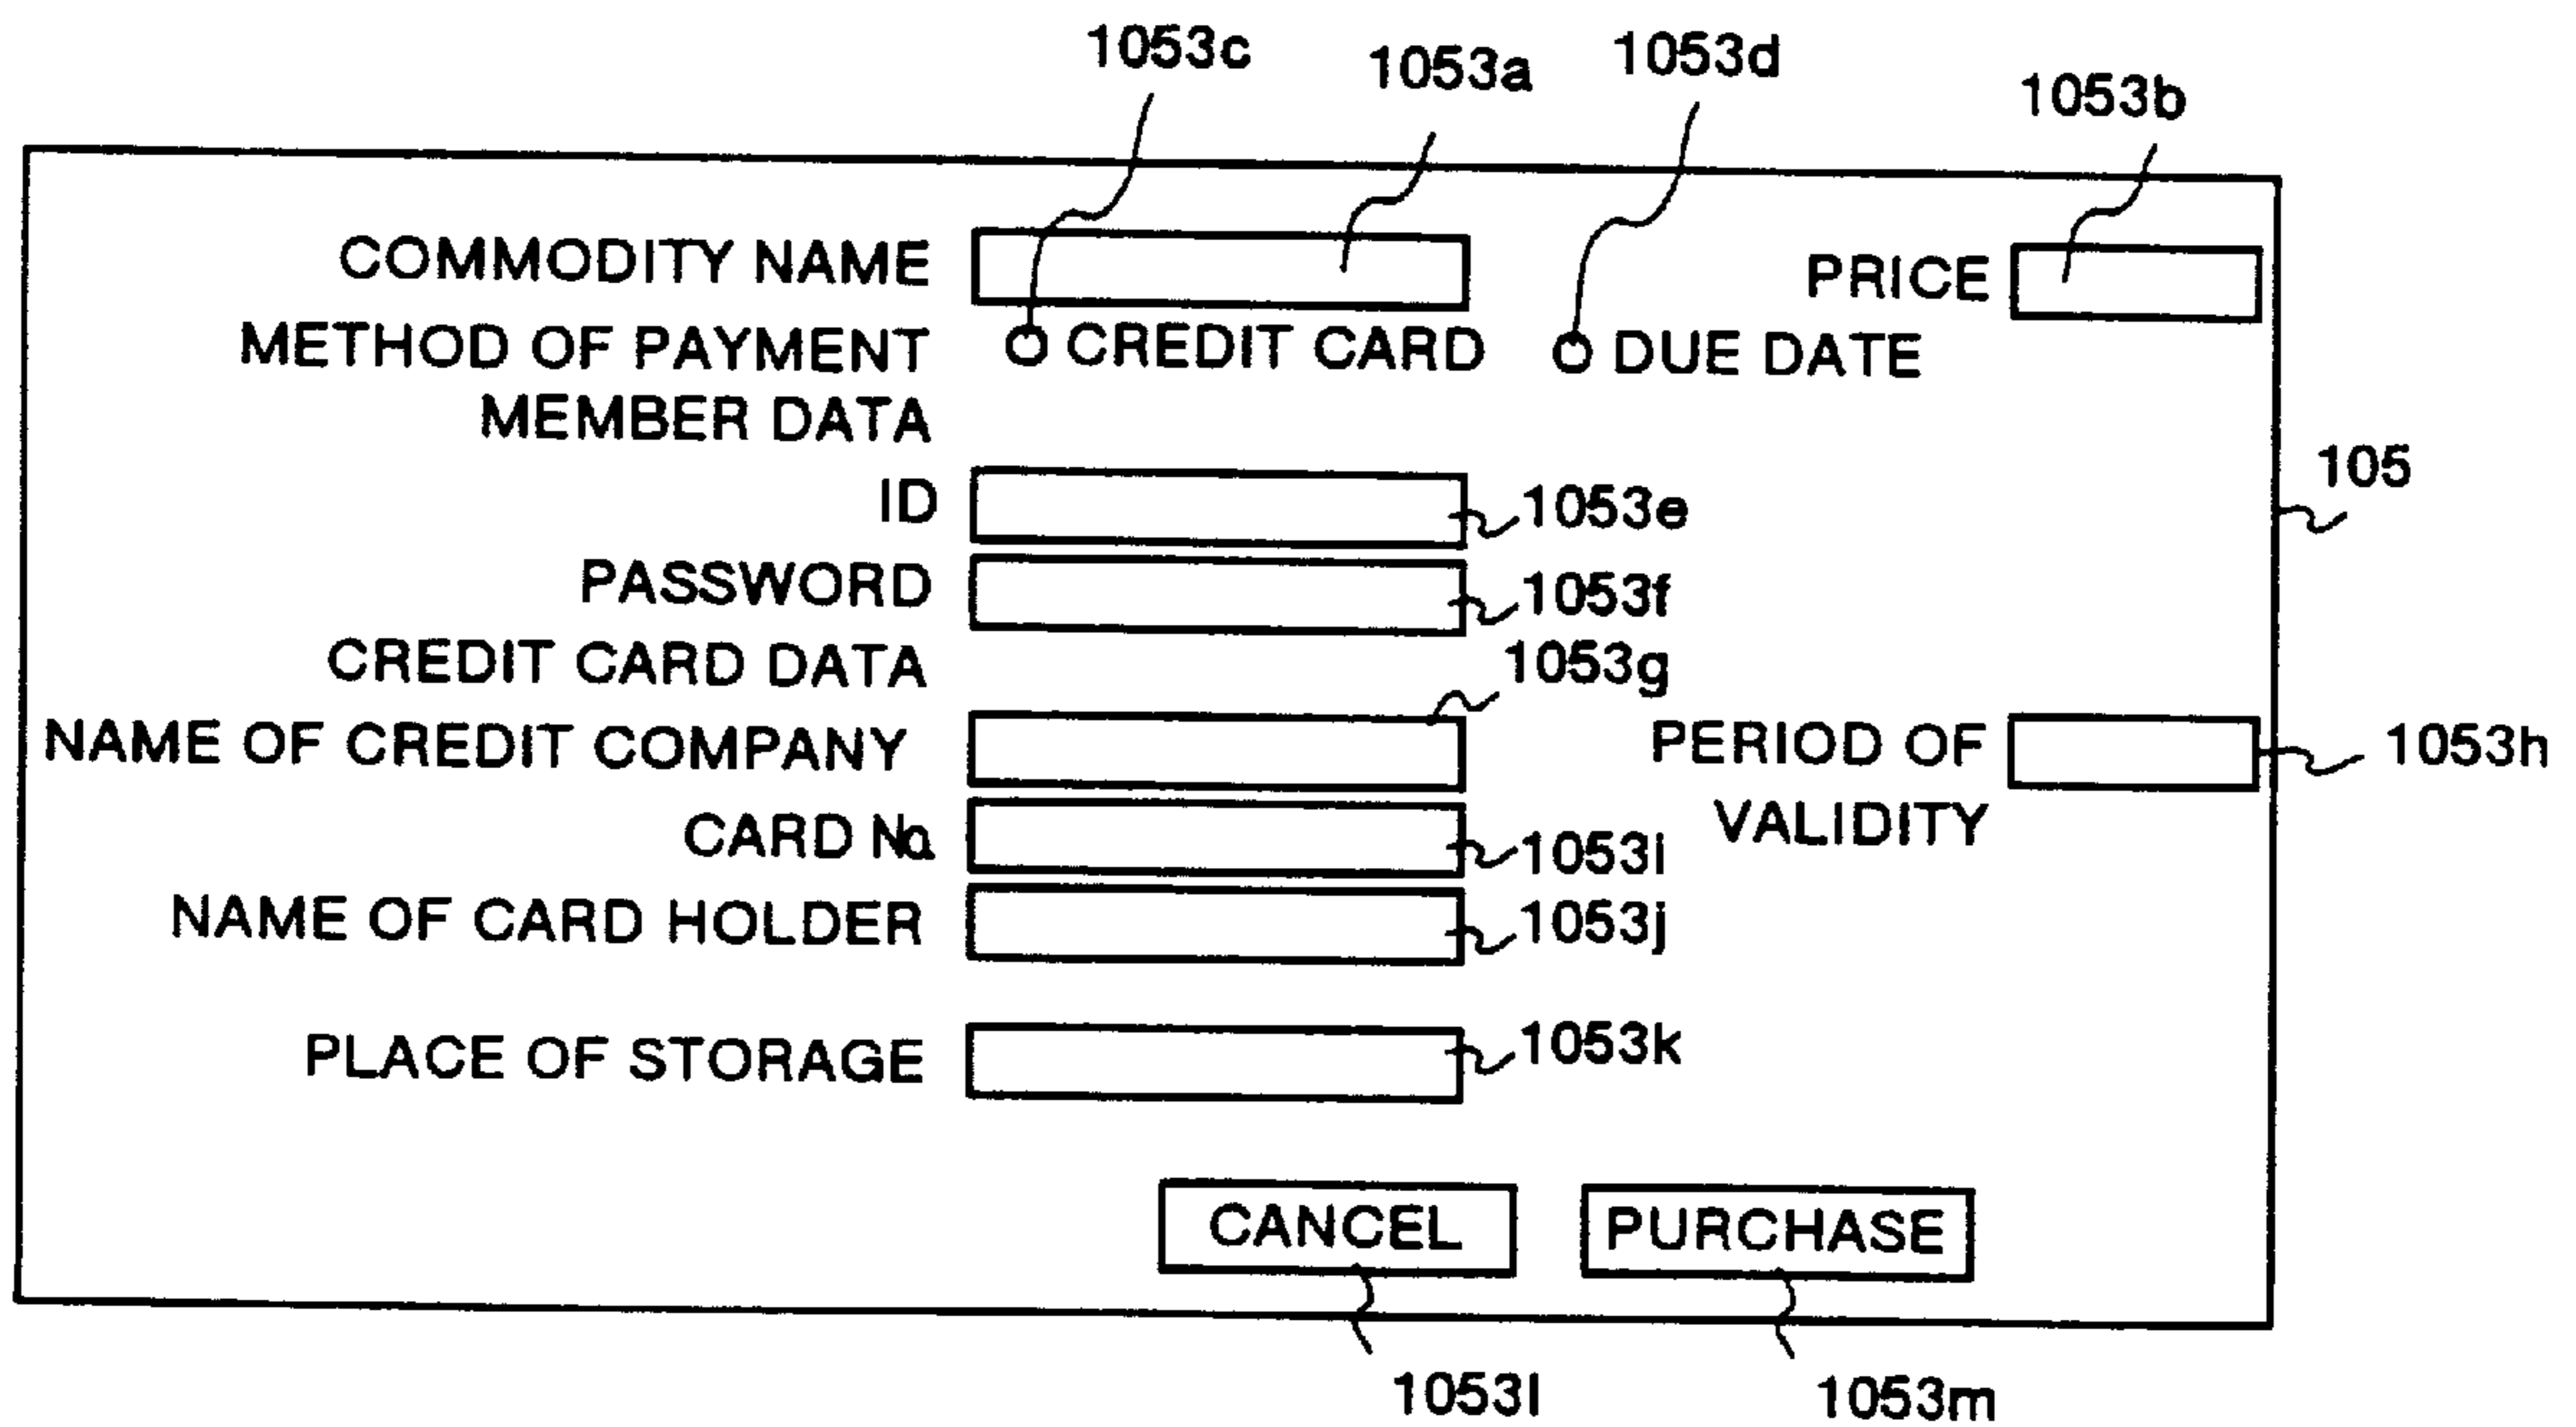 1053c 1053a 1053d 1053b
COMMODITY NAME PRICE
METHOD OF PAYMENT CREDIT CARD DUE DATE
MEMBER DATA
105
ID 1053e
PASSWORD 1053f
CREDIT CARD DATA 1053g
NAME OF CREDIT COMPANY PERIOD OF VALIDITY 1053h
CARD No. 1053i
NAME OF CARD HOLDER 1053j
PLACE OF STORAGE 1053k
CANCEL PURCHASE
1053l 1053m